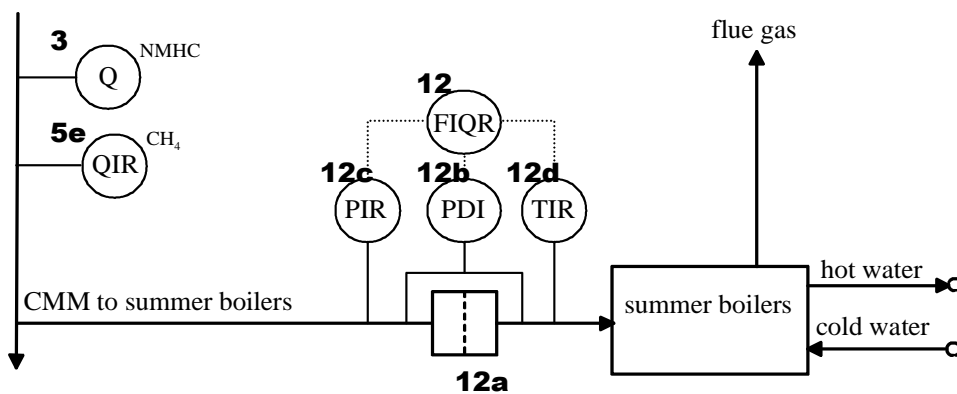 flue gas
3
NMHC
Q
12
FIQR
5e
CH₄
QIR
12c
12b
12d
PIR
PDI
TIR
hot water
CMM to summer boilers
summer boilers
cold water
12a